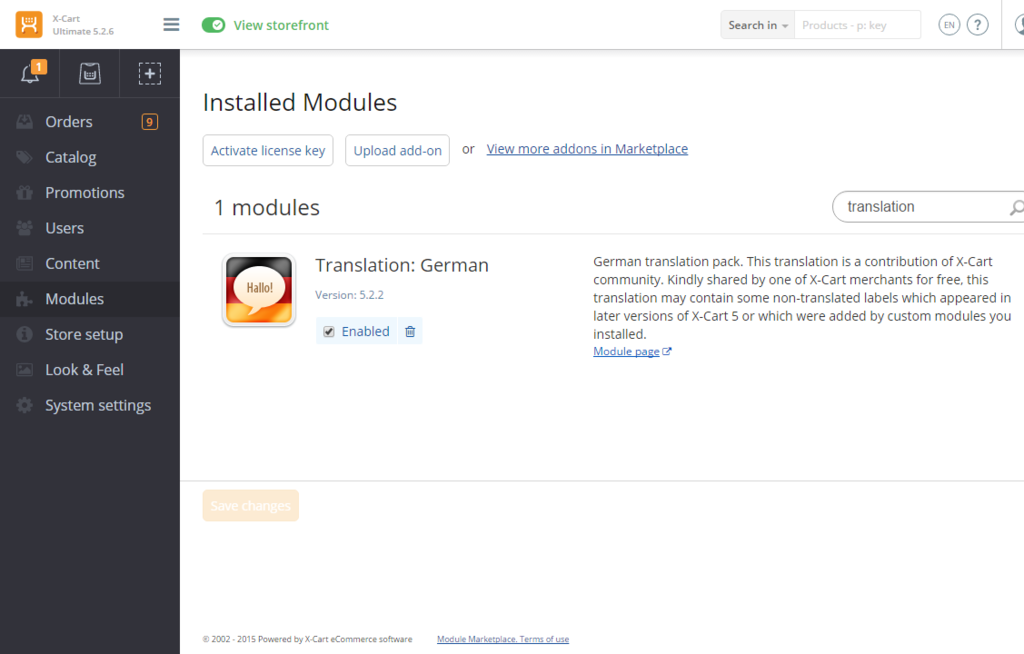 X-Cart
Ultimate 5.2.6
View storefront
Search in
Products - p: key
EN
?
1
Orders
9
Catalog
Promotions
Users
Content
Modules
Store setup
Look & Feel
System settings
Installed Modules
Activate license key
Upload add-on
or
View more addons in Marketplace
1 modules
translation
Hallo!
Translation: German
Version: 5.2.2
Enabled
German translation pack. This translation is a contribution of X-Cart
community. Kindly shared by one of X-Cart merchants for free, this
translation may contain some non-translated labels which appeared in
later versions of X-Cart 5 or which were added by custom modules you
installed.
Module page
Save changes
© 2002 - 2015 Powered by X-Cart eCommerce software
Module Marketplace. Terms of use